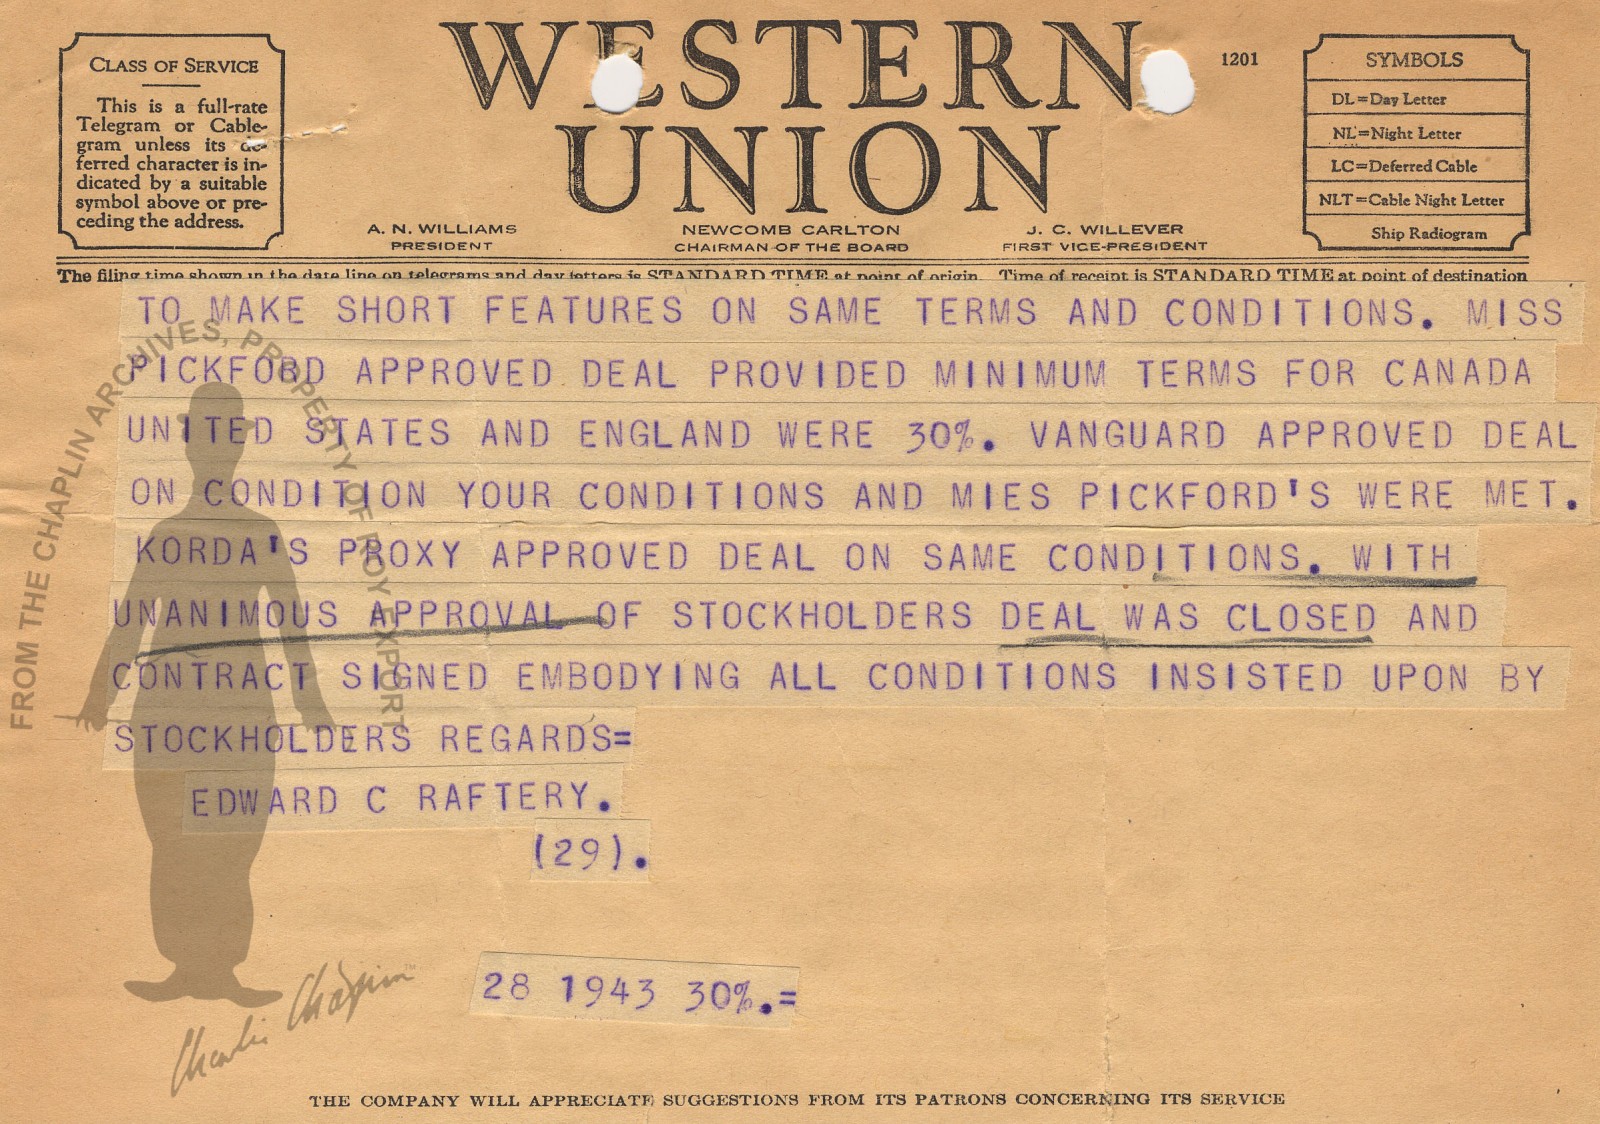 WESTERN
UNION
1201
CLASS OF SERVICE
This is a full-rate
Telegram or Cable-
gram unless its de-
ferred character is in-
dicated by a suitable
symbol above or pre-
ceding the address.
A. N. WILLIAMS
PRESIDENT
NEWCOMB CARLTON
CHAIRMAN OF THE BOARD
J. C. WILLEVER
FIRST VICE-PRESIDENT
SYMBOLS
DL=Day Letter
NL=Night Letter
LC=Deferred Cable
NLT=Cable Night Letter
Ship Radiogram
The filing time shown in the date line on telegrams and day letters is STANDARD TIME at point of origin. Time of receipt is STANDARD TIME at point of destination
TO MAKE SHORT FEATURES ON SAME TERMS AND CONDITIONS. MISS
PICKFORD APPROVED DEAL PROVIDED MINIMUM TERMS FOR CANADA
UNITED STATES AND ENGLAND WERE 30%. VANGUARD APPROVED DEAL
ON CONDITION YOUR CONDITIONS AND MIES PICKFORD'S WERE MET.
KORDA'S PROXY APPROVED DEAL ON SAME CONDITIONS. WITH
UNANIMOUS APPROVAL OF STOCKHOLDERS DEAL WAS CLOSED AND
CONTRACT SIGNED EMBODYING ALL CONDITIONS INSISTED UPON BY
STOCKHOLDERS REGARDS=
EDWARD C RAFTERY.
(29).
28 1943 30%.=
FROM THE CHAPLIN ARCHIVES, PROPERTY OF ROY EXPORT
Charlie Chaplin
THE COMPANY WILL APPRECIATE SUGGESTIONS FROM ITS PATRONS CONCERNING ITS SERVICE